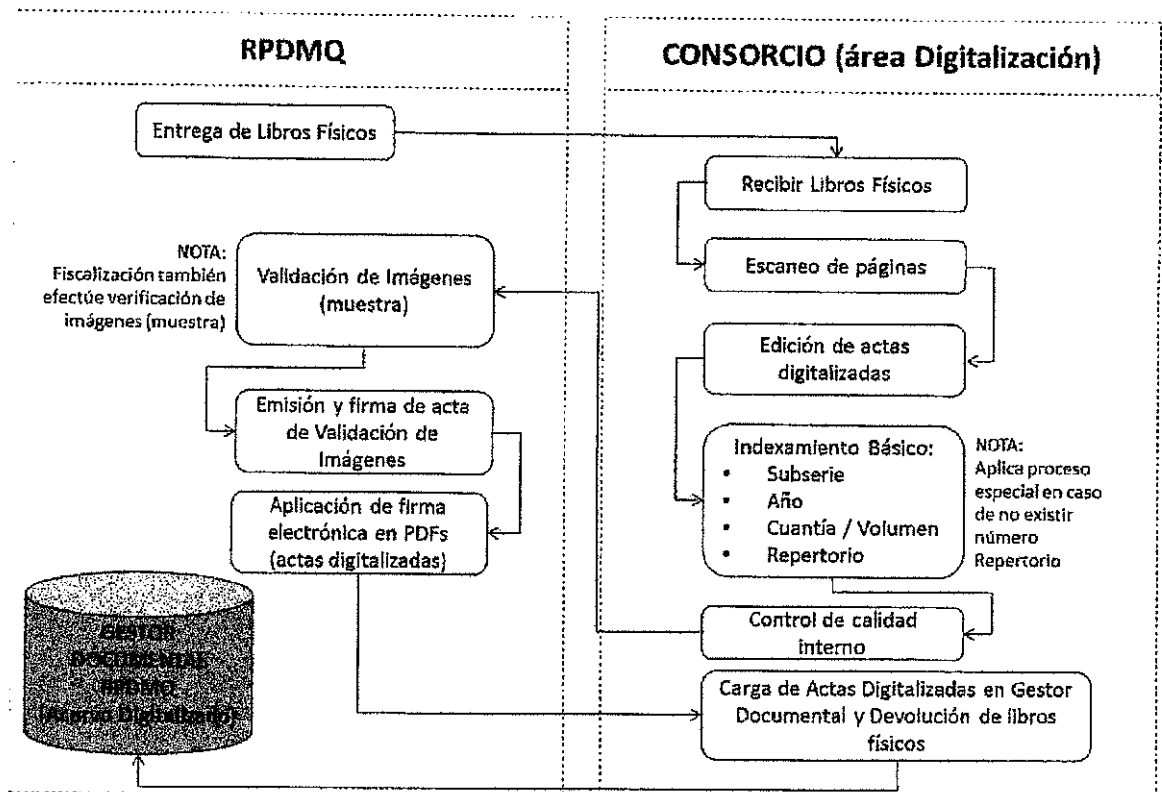 RPDMQ
CONSORCIO (área Digitalización)
Entrega de Libros Físicos
Recibir Libros Físicos
Escaneo de páginas
Edición de actas
digitalizadas
Indexamiento Básico:
• Subserie
• Año
• Cuantía / Volumen
• Repertorio
NOTA:
Aplica proceso
especial en caso
de no existir
número
Repertorio
Control de calidad
interno
NOTA:
Fiscalización también
efectúe verificación de
imágenes (muestra)
Validación de Imágenes
(muestra)
Emisión y firma de acta
de Validación de
Imágenes
Aplicación de firma
electrónica en PDFs
(actas digitalizadas)
Carga de Actas Digitalizadas en Gestor
Documental y Devolución de libros
físicos
GESTOR
DOCUMENTAL
RPDMQ
(Acervo Digitalizado)